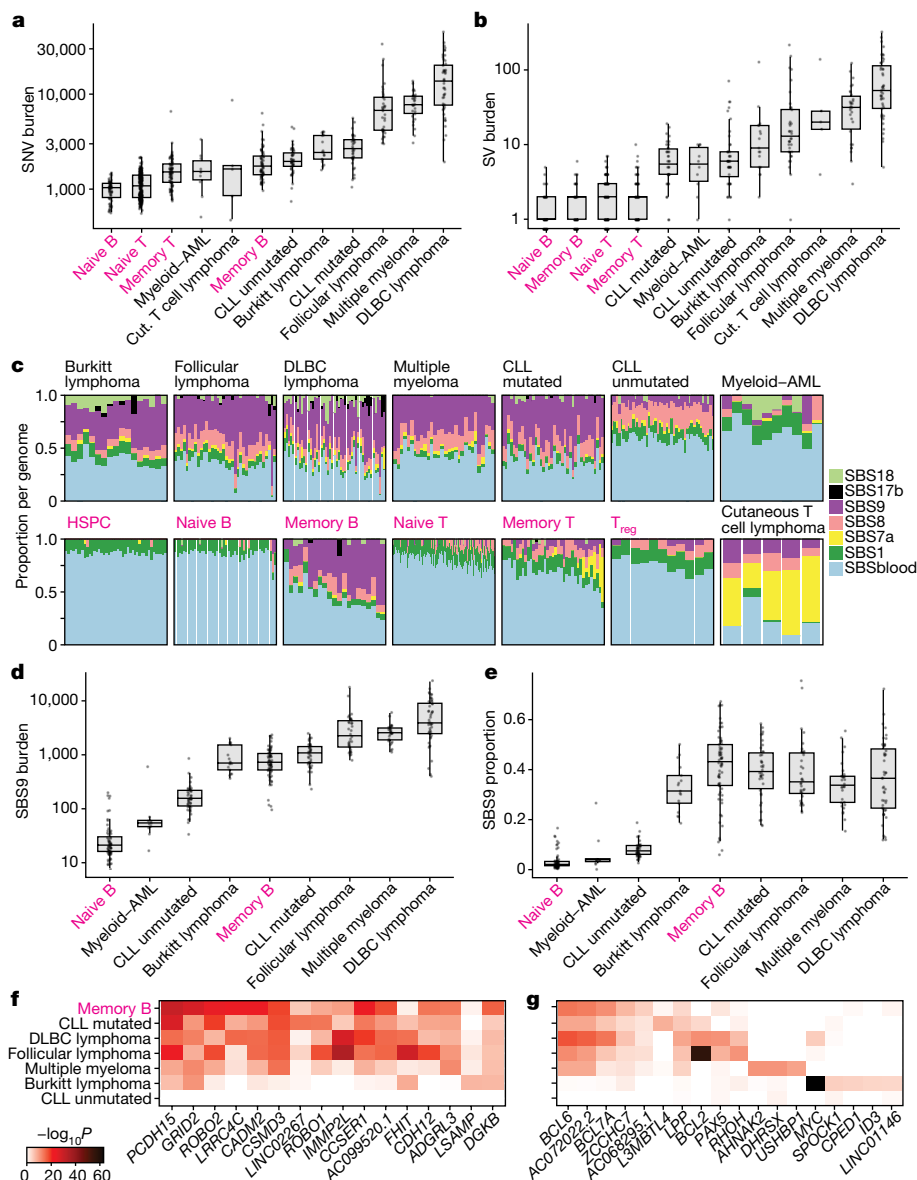 a
SNV burden
30,000
10,000
3,000
1,000
Naive B
Naive T
Memory T
Myeloid–AML
Cut. T cell lymphoma
Memory B
CLL unmutated
Burkitt lymphoma
CLL mutated
Follicular lymphoma
Multiple myeloma
DLBC lymphoma
b
SV burden
100
10
1
Naive B
Memory B
Naive T
Memory T
CLL mutated
Myeloid–AML
CLL unmutated
Burkitt lymphoma
Follicular lymphoma
Cut. T cell lymphoma
Multiple myeloma
DLBC lymphoma
c
Proportion per genome
Burkitt
lymphoma
Follicular
lymphoma
DLBC
lymphoma
Multiple
myeloma
CLL
mutated
CLL
unmutated
Myeloid–AML
1.0
0.5
0
HSPC
Naive B
Memory B
Naive T
Memory T
Treg
Cutaneous T
cell lymphoma
1.0
0.5
0
SBS18
SBS17b
SBS9
SBS8
SBS7a
SBS1
SBSblood
d
SBS9 burden
10,000
1,000
100
10
Naive B
Myeloid–AML
CLL unmutated
Burkitt lymphoma
Memory B
CLL mutated
Follicular lymphoma
Multiple myeloma
DLBC lymphoma
e
SBS9 proportion
0.6
0.4
0.2
0
Naive B
Myeloid–AML
CLL unmutated
Burkitt lymphoma
Memory B
CLL mutated
Follicular lymphoma
Multiple myeloma
DLBC lymphoma
f
Memory B
CLL mutated
DLBC lymphoma
Follicular lymphoma
Multiple myeloma
Burkitt lymphoma
CLL unmutated
PCDH15
GRID2
ROBO2
LRRC4C
CADM2
CSMD3
LINC02267
ROBO1
IMMP2L
CCSER1
AC099520.1
FHIT
CDH12
ADGRL3
LSAMP
DGKB
–log10P
0 20 40 60
g
BCL6
AC072022.2
BCL7A
ZCCHC7
AC068295.1
L3MBTL4
LPP
BCL2
PAX5
RHOH
AHNAK2
DHRSX
USHBP1
MYC
SPOCK1
CPED1
ID3
LINC01146